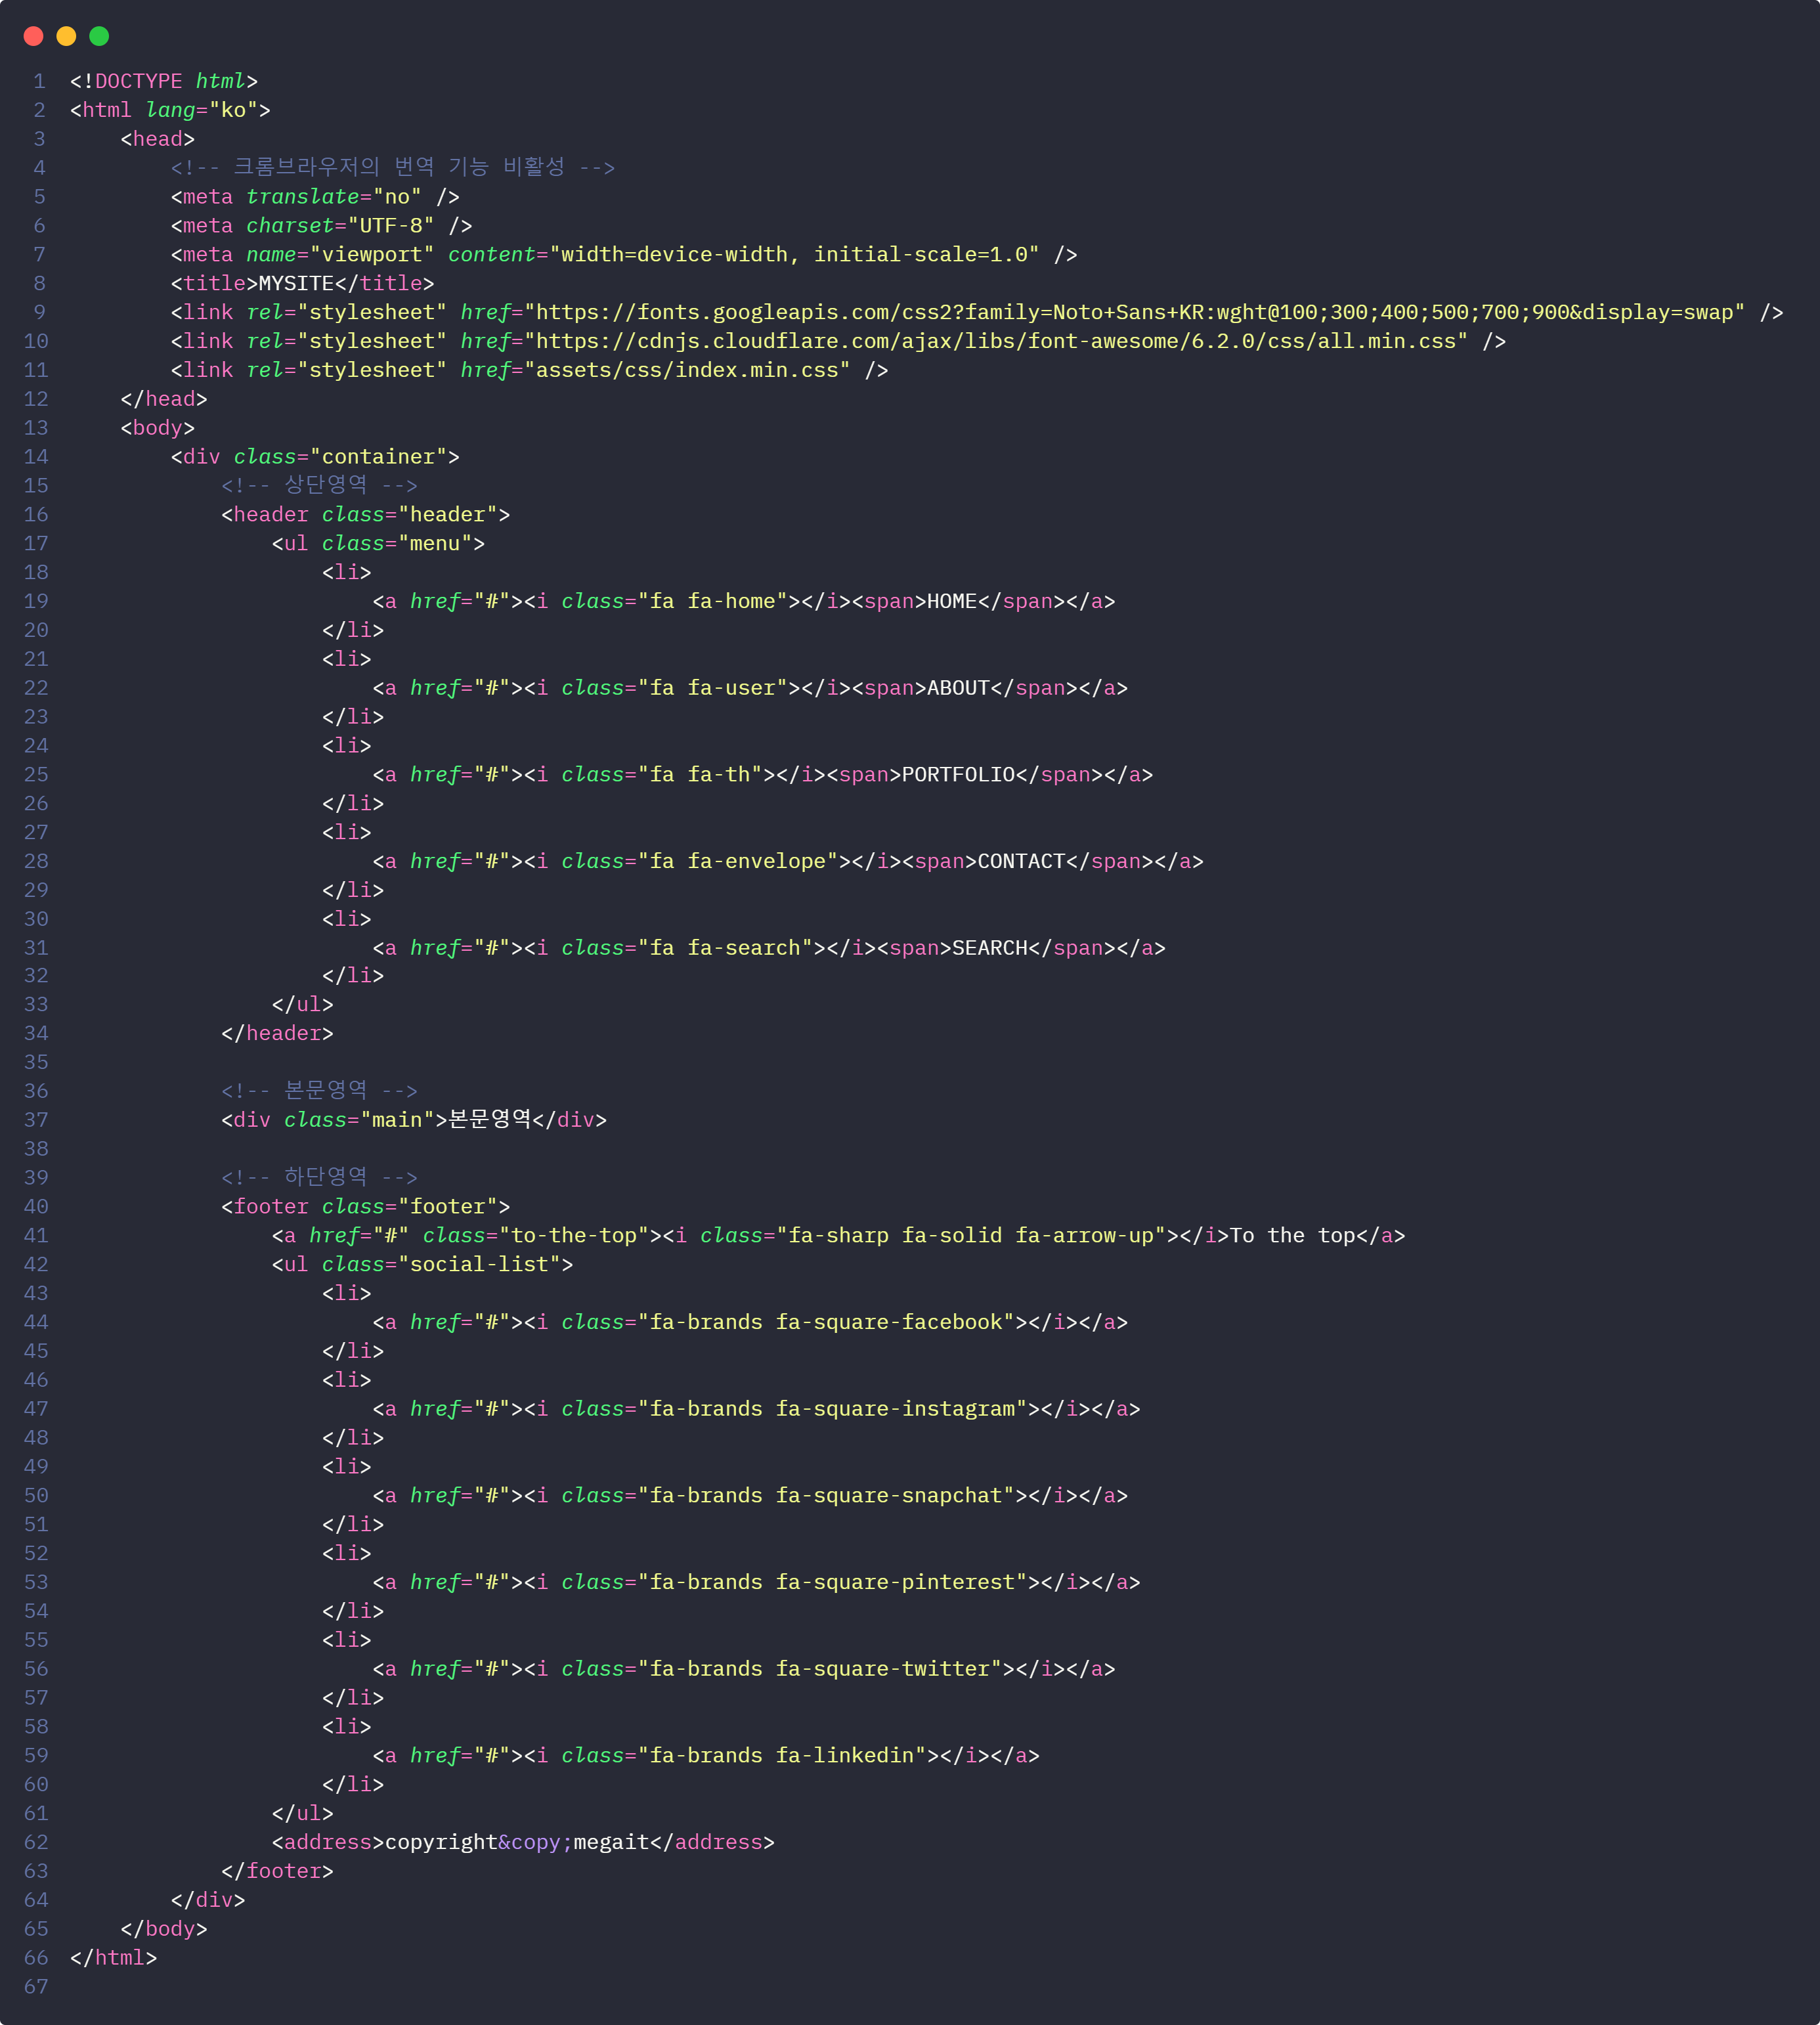 1 <!DOCTYPE html>
2 <html lang="ko">
3     <head>
4         <!-- 크롬브라우저의 번역 기능 비활성 -->
5         <meta translate="no" />
6         <meta charset="UTF-8" />
7         <meta name="viewport" content="width=device-width, initial-scale=1.0" />
8         <title>MYSITE</title>
9         <link rel="stylesheet" href="https://fonts.googleapis.com/css2?family=Noto+Sans+KR:wght@100;300;400;500;700;900&display=swap" />
10         <link rel="stylesheet" href="https://cdnjs.cloudflare.com/ajax/libs/font-awesome/6.2.0/css/all.min.css" />
11         <link rel="stylesheet" href="assets/css/index.min.css" />
12     </head>
13     <body>
14         <div class="container">
15             <!-- 상단영역 -->
16             <header class="header">
17                 <ul class="menu">
18                     <li>
19                         <a href="#"><i class="fa fa-home"></i><span>HOME</span></a>
20                     </li>
21                     <li>
22                         <a href="#"><i class="fa fa-user"></i><span>ABOUT</span></a>
23                     </li>
24                     <li>
25                         <a href="#"><i class="fa fa-th"></i><span>PORTFOLIO</span></a>
26                     </li>
27                     <li>
28                         <a href="#"><i class="fa fa-envelope"></i><span>CONTACT</span></a>
29                     </li>
30                     <li>
31                         <a href="#"><i class="fa fa-search"></i><span>SEARCH</span></a>
32                     </li>
33                 </ul>
34             </header>
35
36             <!-- 본문영역 -->
37             <div class="main">본문영역</div>
38
39             <!-- 하단영역 -->
40             <footer class="footer">
41                 <a href="#" class="to-the-top"><i class="fa-sharp fa-solid fa-arrow-up"></i>To the top</a>
42                 <ul class="social-list">
43                     <li>
44                         <a href="#"><i class="fa-brands fa-square-facebook"></i></a>
45                     </li>
46                     <li>
47                         <a href="#"><i class="fa-brands fa-square-instagram"></i></a>
48                     </li>
49                     <li>
50                         <a href="#"><i class="fa-brands fa-square-snapchat"></i></a>
51                     </li>
52                     <li>
53                         <a href="#"><i class="fa-brands fa-square-pinterest"></i></a>
54                     </li>
55                     <li>
56                         <a href="#"><i class="fa-brands fa-square-twitter"></i></a>
57                     </li>
58                     <li>
59                         <a href="#"><i class="fa-brands fa-linkedin"></i></a>
60                     </li>
61                 </ul>
62                 <address>copyright&copy;megait</address>
63             </footer>
64         </div>
65     </body>
66 </html>
67